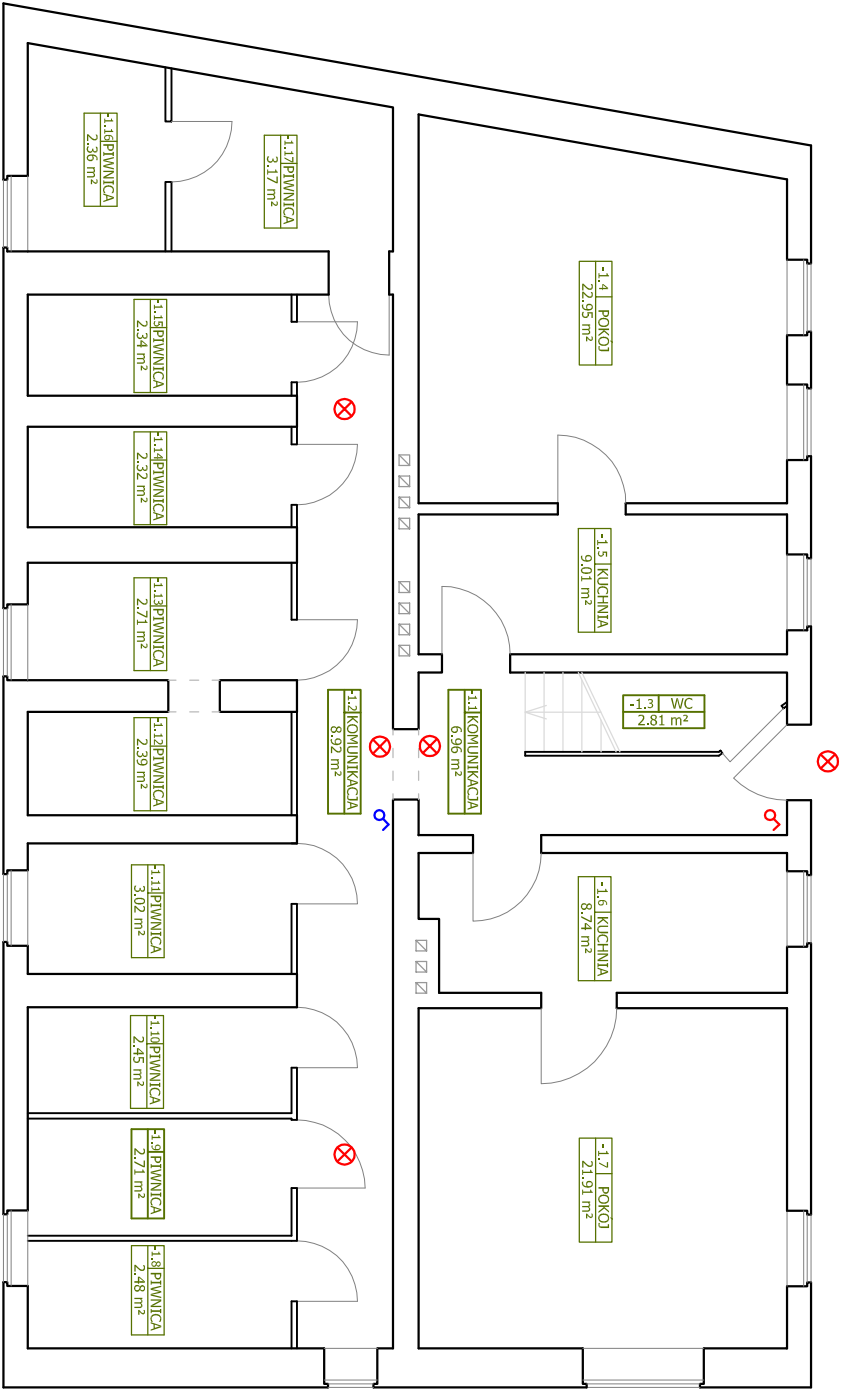 -1.16 PIWNICA
2.36 m²
-1.17 PIWNICA
3.17 m²
-1.4 POKÓJ
22.95 m²
-1.15 PIWNICA
2.34 m²
-1.14 PIWNICA
2.32 m²
-1.5 KUCHNIA
9.01 m²
-1.13 PIWNICA
2.71 m²
-1.3 WC
2.81 m²
-1.2 KOMUNIKACJA
8.92 m²
-1.1 KOMUNIKACJA
6.96 m²
-1.12 PIWNICA
2.39 m²
-1.11 PIWNICA
3.02 m²
-1.6 KUCHNIA
8.74 m²
-1.10 PIWNICA
2.45 m²
-1.9 PIWNICA
2.71 m²
-1.7 POKÓJ
21.91 m²
-1.8 PIWNICA
2.48 m²